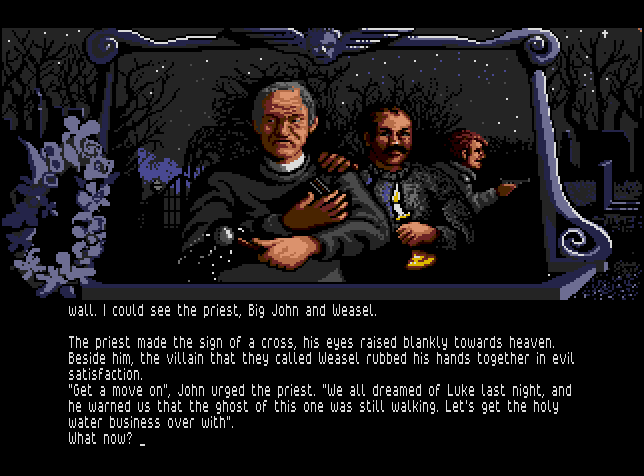 wall. I could see the priest, Big John and Weasel.
The priest made the sign of a cross, his eyes raised blankly towards heaven.
Beside him, the villain that they called Weasel rubbed his hands together in evil
satisfaction.
"Get a move on", John urged the priest. "We all dreamed of Luke last night, and
he warned us that the ghost of this one was still walking. Let's get the holy
water business over with".
What now? _